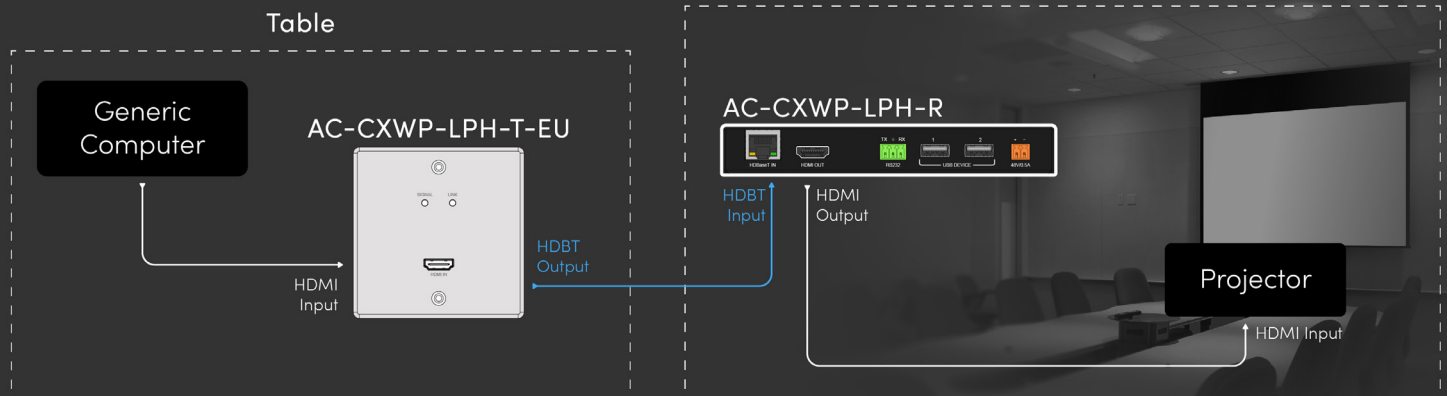 Table
Generic
Computer
AC-CXWP-LPH-T-EU
SIGNAL LINK
HDMI IN
HDMI
Input
HDBT
Output
AC-CXWP-LPH-R
TX ⏚ RX 1 2 + −
HDBaseT IN HDMI OUT RS232 USB DEVICE 48V/0.5A
HDBT
Input
HDMI
Output
Projector
HDMI Input